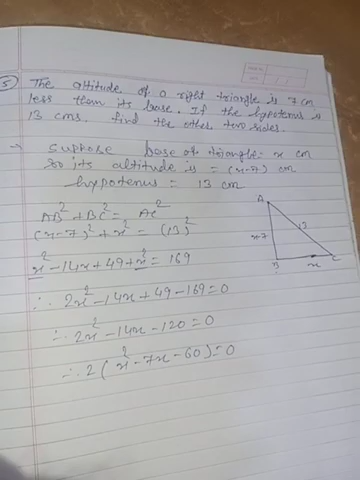 5 The altitude of a right triangle is 7 cm
less then its base. If the hypotenus is
13 cms. find the other two sides.
→ Suppose base of triangle = x cm
So its altitude is = (x-7) cm
hypotenus = 13 cm
AB² + BC² = AC²
(x-7)² + x² = (13)²
x² - 14x + 49 + x² = 169
∴ 2x² - 14x + 49 - 169 = 0
∴ 2x² - 14x - 120 = 0
∴ 2(x² - 7x - 60) = 0
A
x-7
13
B
x
C